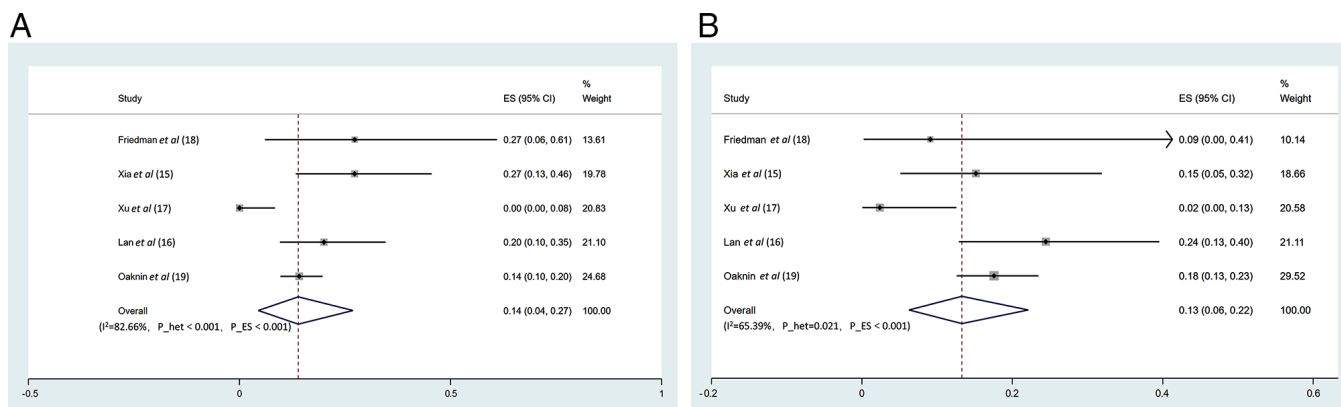 A
%
Study ES (95% CI) Weight
Friedman et al (18) 0.27 (0.06, 0.61) 13.61
Xia et al (15) 0.27 (0.13, 0.46) 19.78
Xu et al (17) 0.00 (0.00, 0.08) 20.83
Lan et al (16) 0.20 (0.10, 0.35) 21.10
Oaknin et al (19) 0.14 (0.10, 0.20) 24.68
Overall 0.14 (0.04, 0.27) 100.00
(I²=82.66%, P_het < 0.001, P_ES < 0.001)
-0.5 0 0.5 1
B
%
Study ES (95% CI) Weight
Friedman et al (18) 0.09 (0.00, 0.41) 10.14
Xia et al (15) 0.15 (0.05, 0.32) 18.66
Xu et al (17) 0.02 (0.00, 0.13) 20.58
Lan et al (16) 0.24 (0.13, 0.40) 21.11
Oaknin et al (19) 0.18 (0.13, 0.23) 29.52
Overall 0.13 (0.06, 0.22) 100.00
(I²=65.39%, P_het=0.021, P_ES < 0.001)
-0.2 0 0.2 0.4 0.6